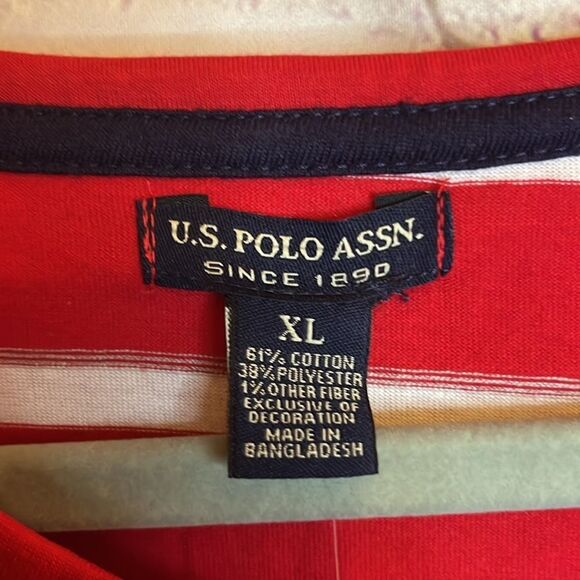 U.S. POLO ASSN.
SINCE 1890
XL
61% COTTON
38% POLYESTER
1% OTHER FIBER
EXCLUSIVE OF
DECORATION
MADE IN
BANGLADESH